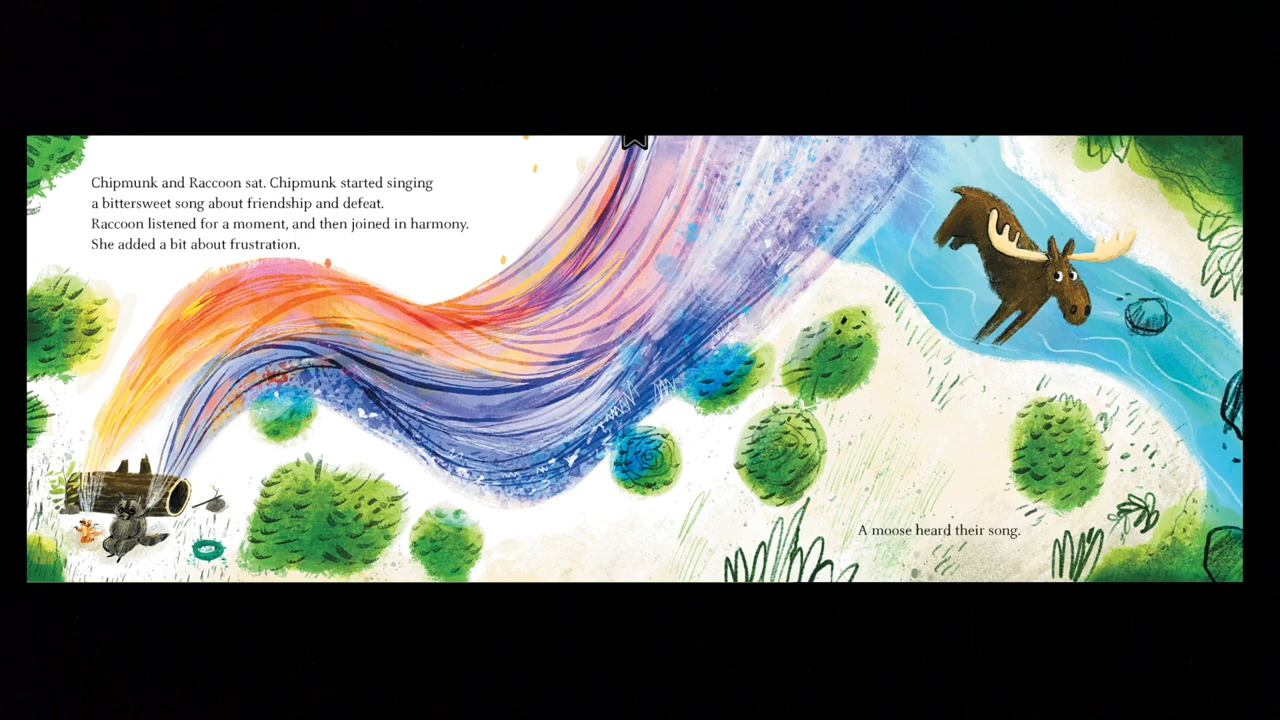 Chipmunk and Raccoon sat. Chipmunk started singing
a bittersweet song about friendship and defeat.
Raccoon listened for a moment, and then joined in harmony.
She added a bit about frustration.
A moose heard their song.